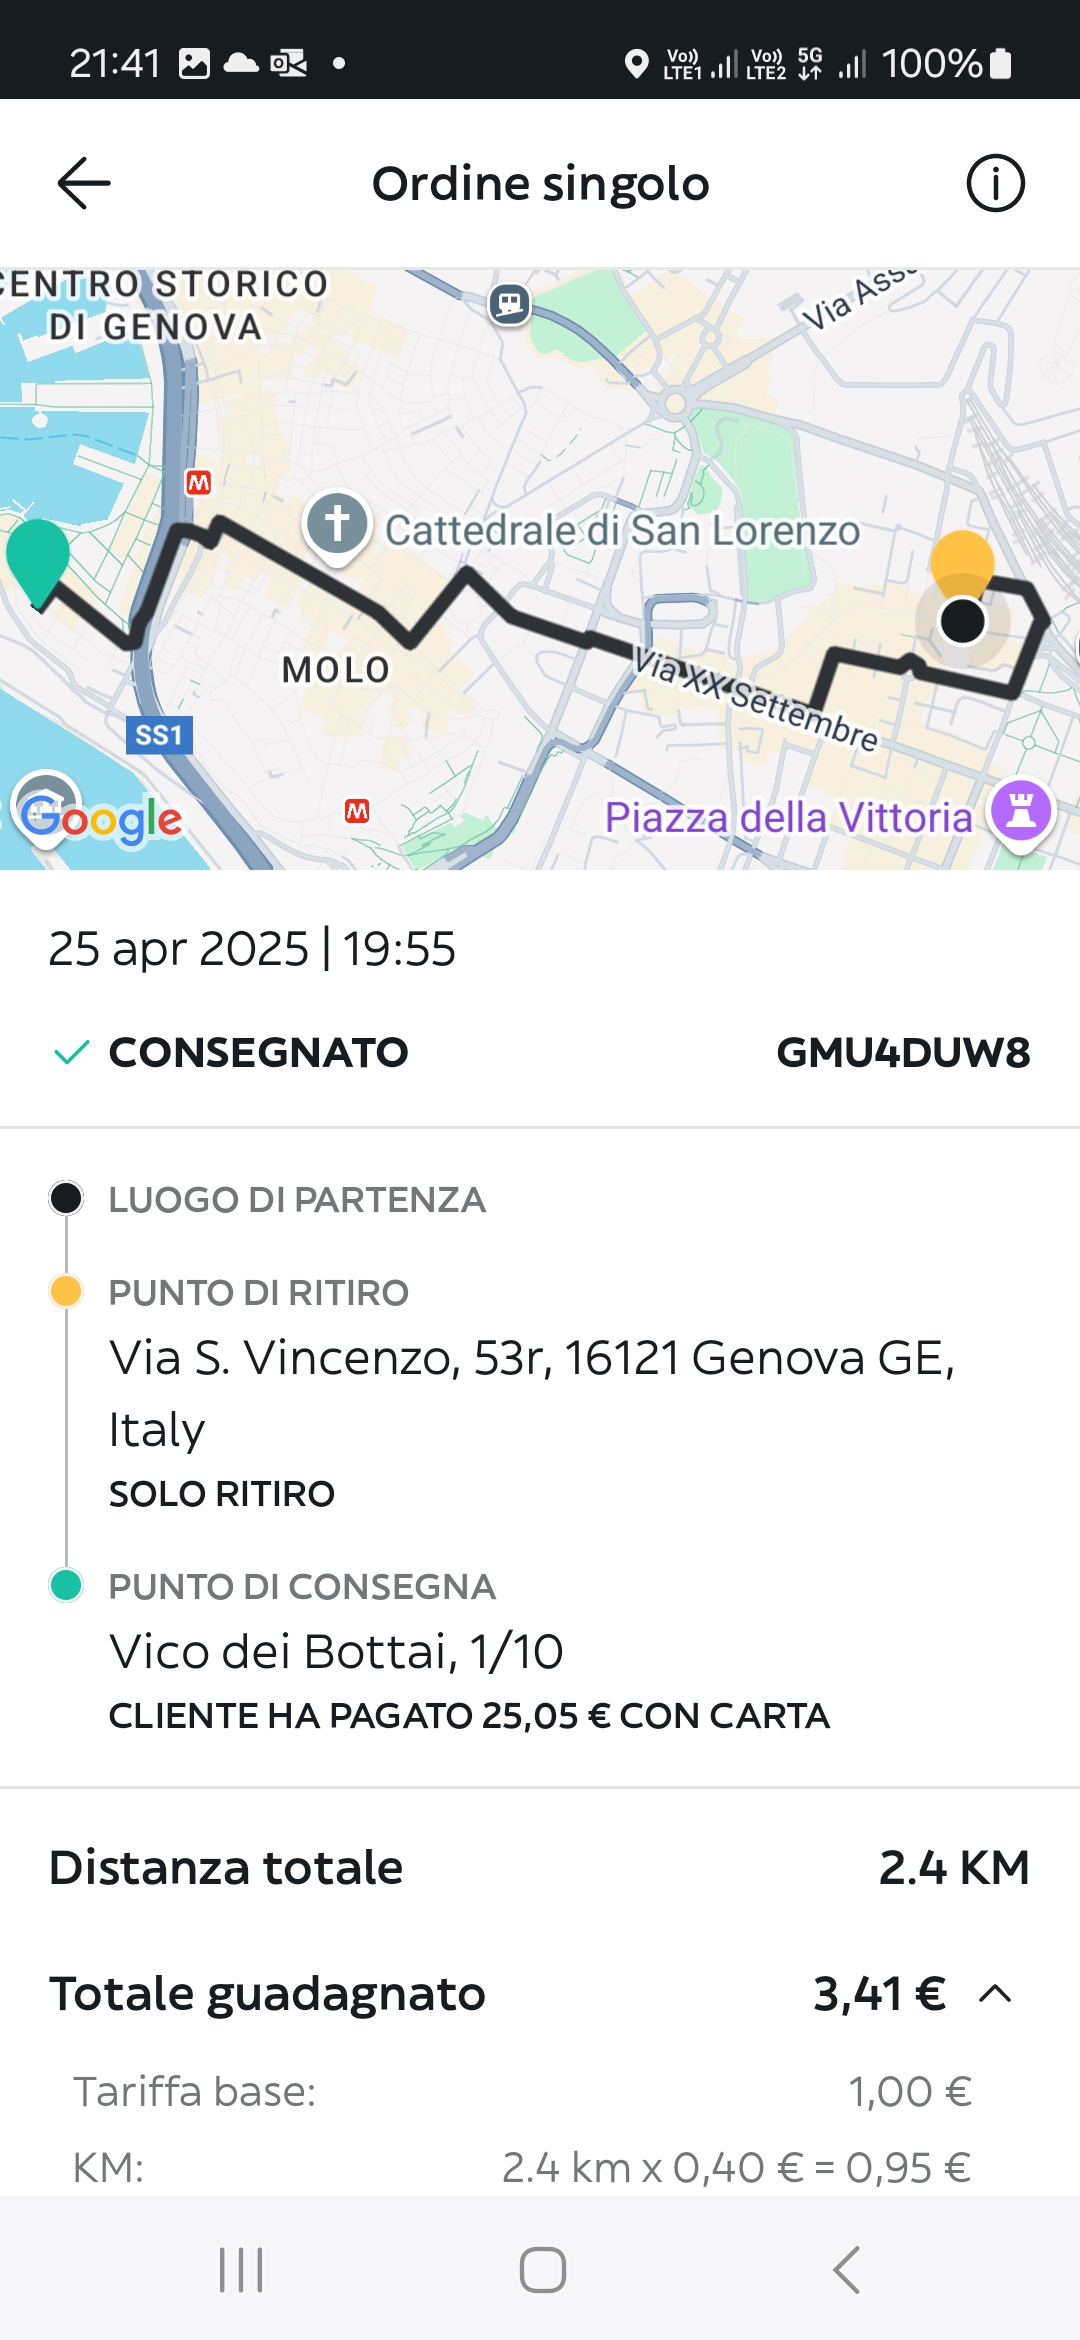 21:41
Vo)) LTE1 Vo)) LTE2 5G 100%
Ordine singolo
CENTRO STORICO
DI GENOVA
M
Cattedrale di San Lorenzo
MOLO
Via XX Settembre
SS1
M
Google
Piazza della Vittoria
25 apr 2025 | 19:55
CONSEGNATO
GMU4DUW8
LUOGO DI PARTENZA
PUNTO DI RITIRO
Via S. Vincenzo, 53r, 16121 Genova GE,
Italy
SOLO RITIRO
PUNTO DI CONSEGNA
Vico dei Bottai, 1/10
CLIENTE HA PAGATO 25,05 € CON CARTA
Distanza totale
2.4 KM
Totale guadagnato
3,41 €
Tariffa base:
1,00 €
KM:
2.4 km x 0,40 € = 0,95 €